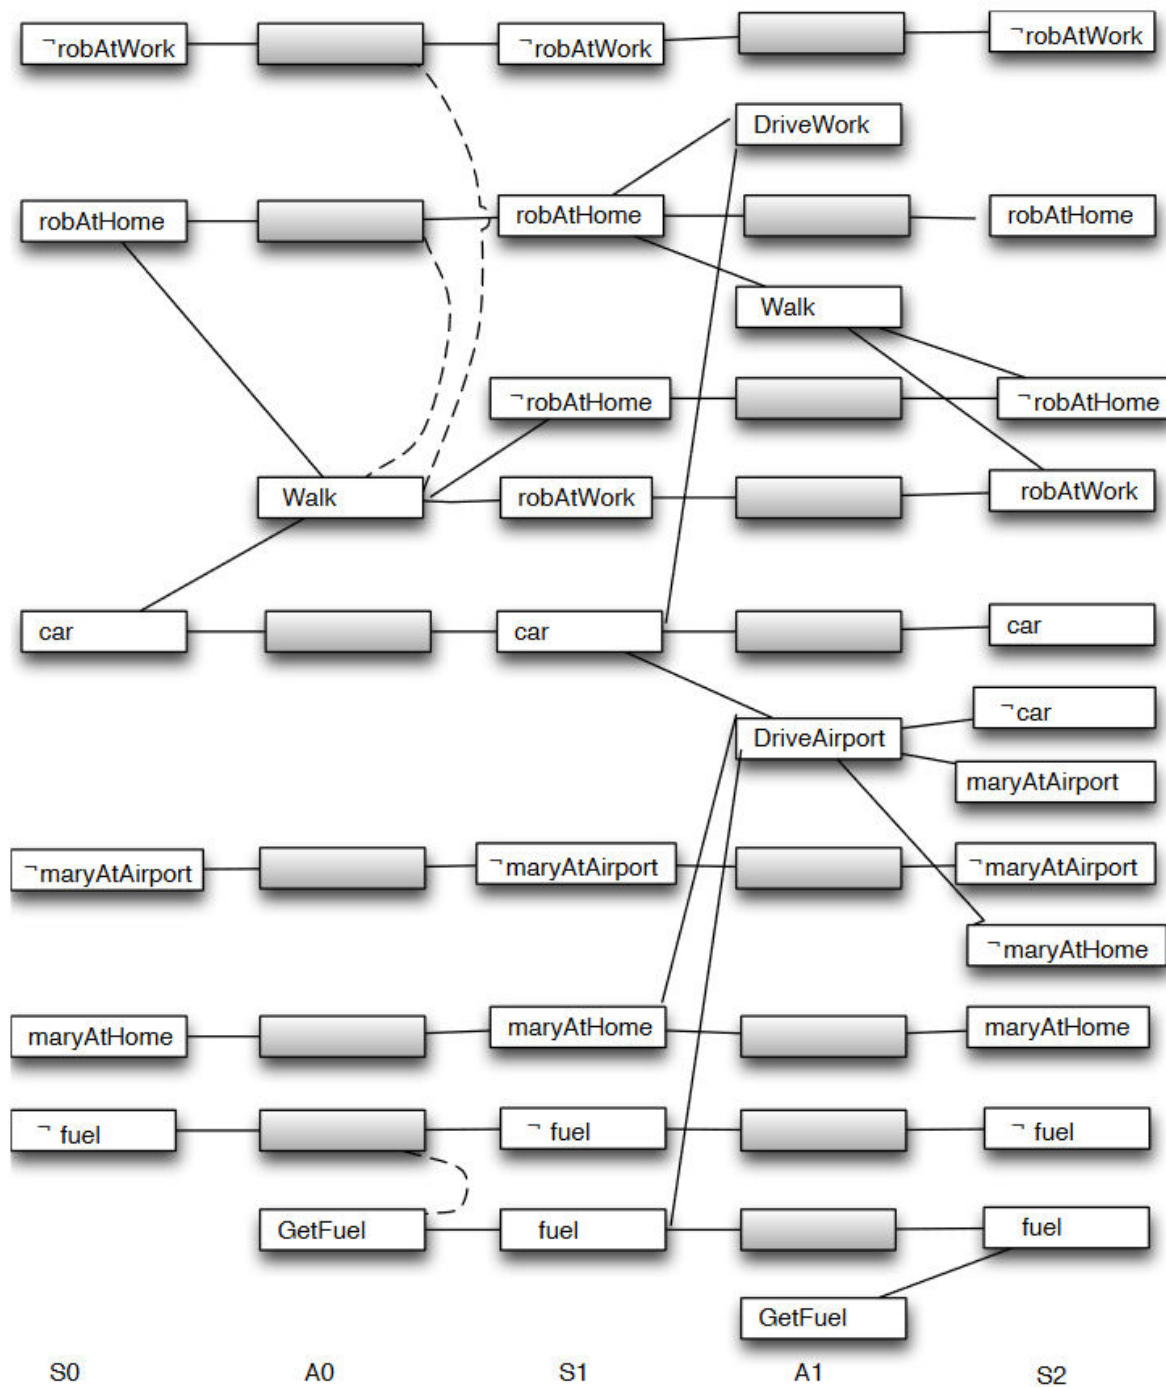 ¬robAtWork ¬robAtWork ¬robAtWork
DriveWork
robAtHome robAtHome robAtHome
Walk
¬robAtHome ¬robAtHome
Walk robAtWork robAtWork
car car car
¬car
DriveAirport
maryAtAirport
¬maryAtAirport ¬maryAtAirport ¬maryAtAirport
¬maryAtHome
maryAtHome maryAtHome maryAtHome
¬ fuel ¬ fuel ¬ fuel
GetFuel fuel fuel
GetFuel
S0 A0 S1 A1 S2